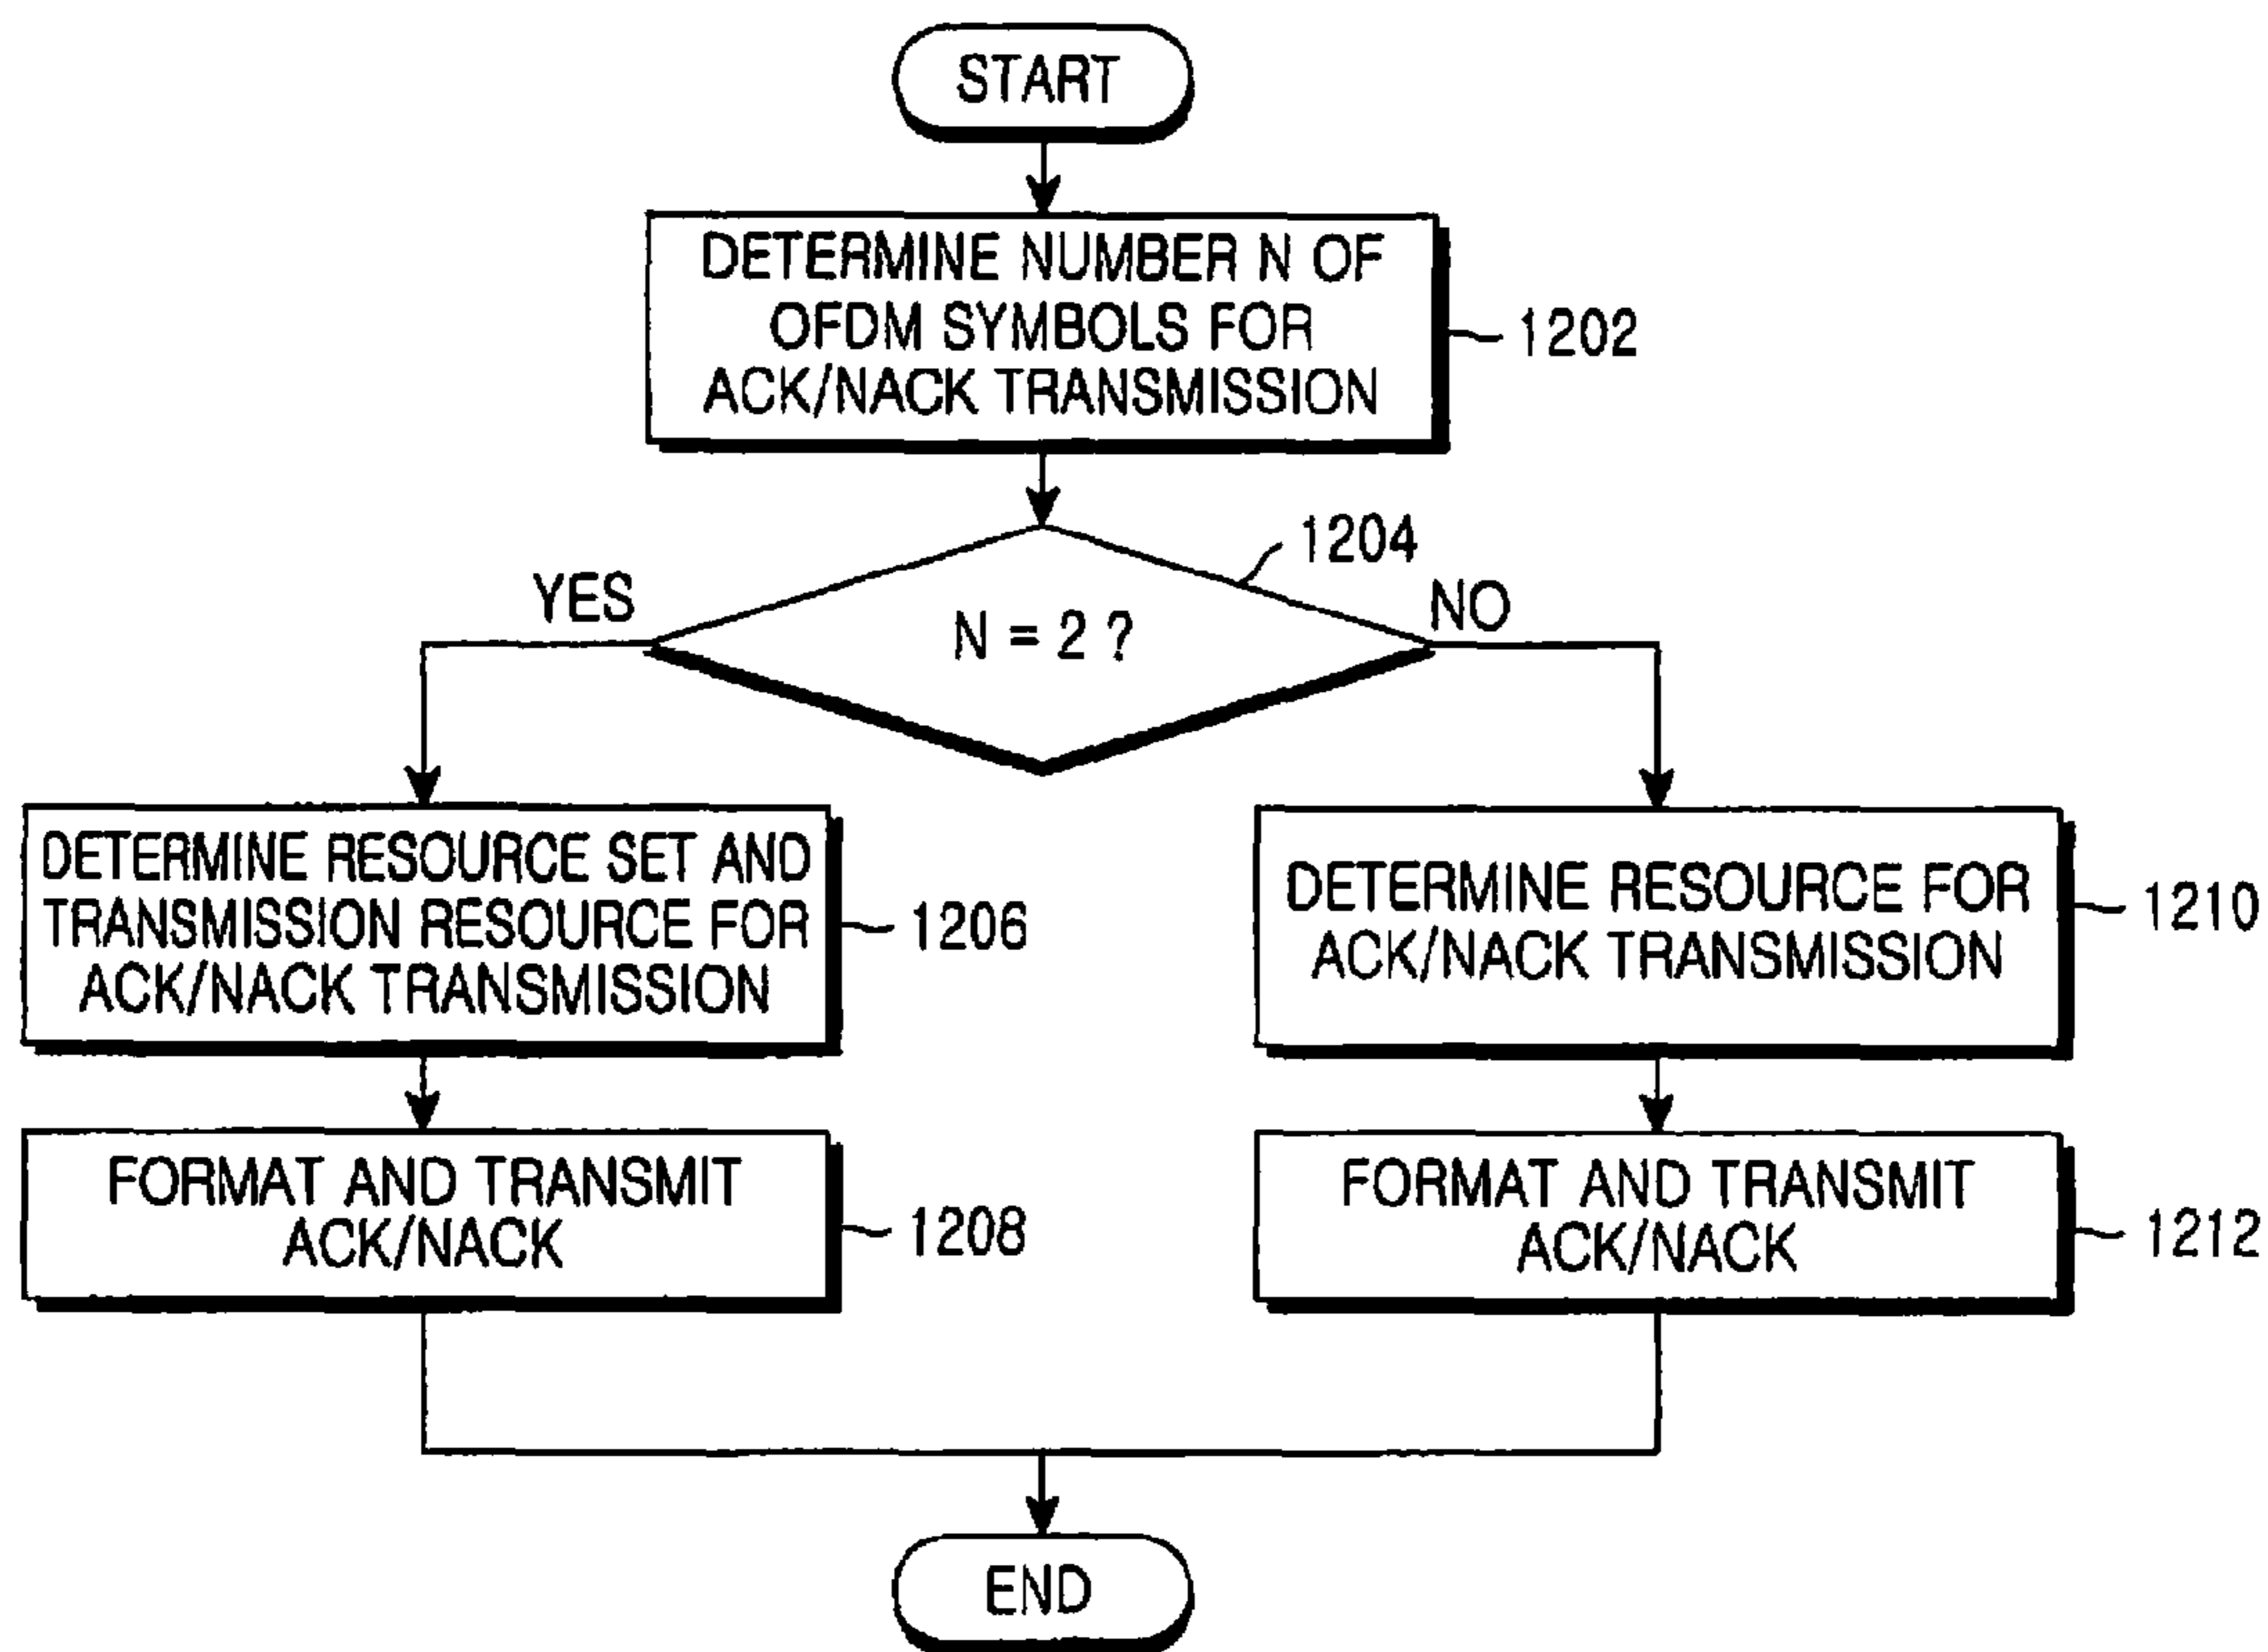 START
DETERMINE NUMBER N OF
OFDM SYMBOLS FOR
ACK/NACK TRANSMISSION
1202
1204
YES
N = 2 ?
NO
DETERMINE RESOURCE SET AND
TRANSMISSION RESOURCE FOR
ACK/NACK TRANSMISSION
1206
DETERMINE RESOURCE FOR
ACK/NACK TRANSMISSION
1210
FORMAT AND TRANSMIT
ACK/NACK
1208
FORMAT AND TRANSMIT
ACK/NACK
1212
END